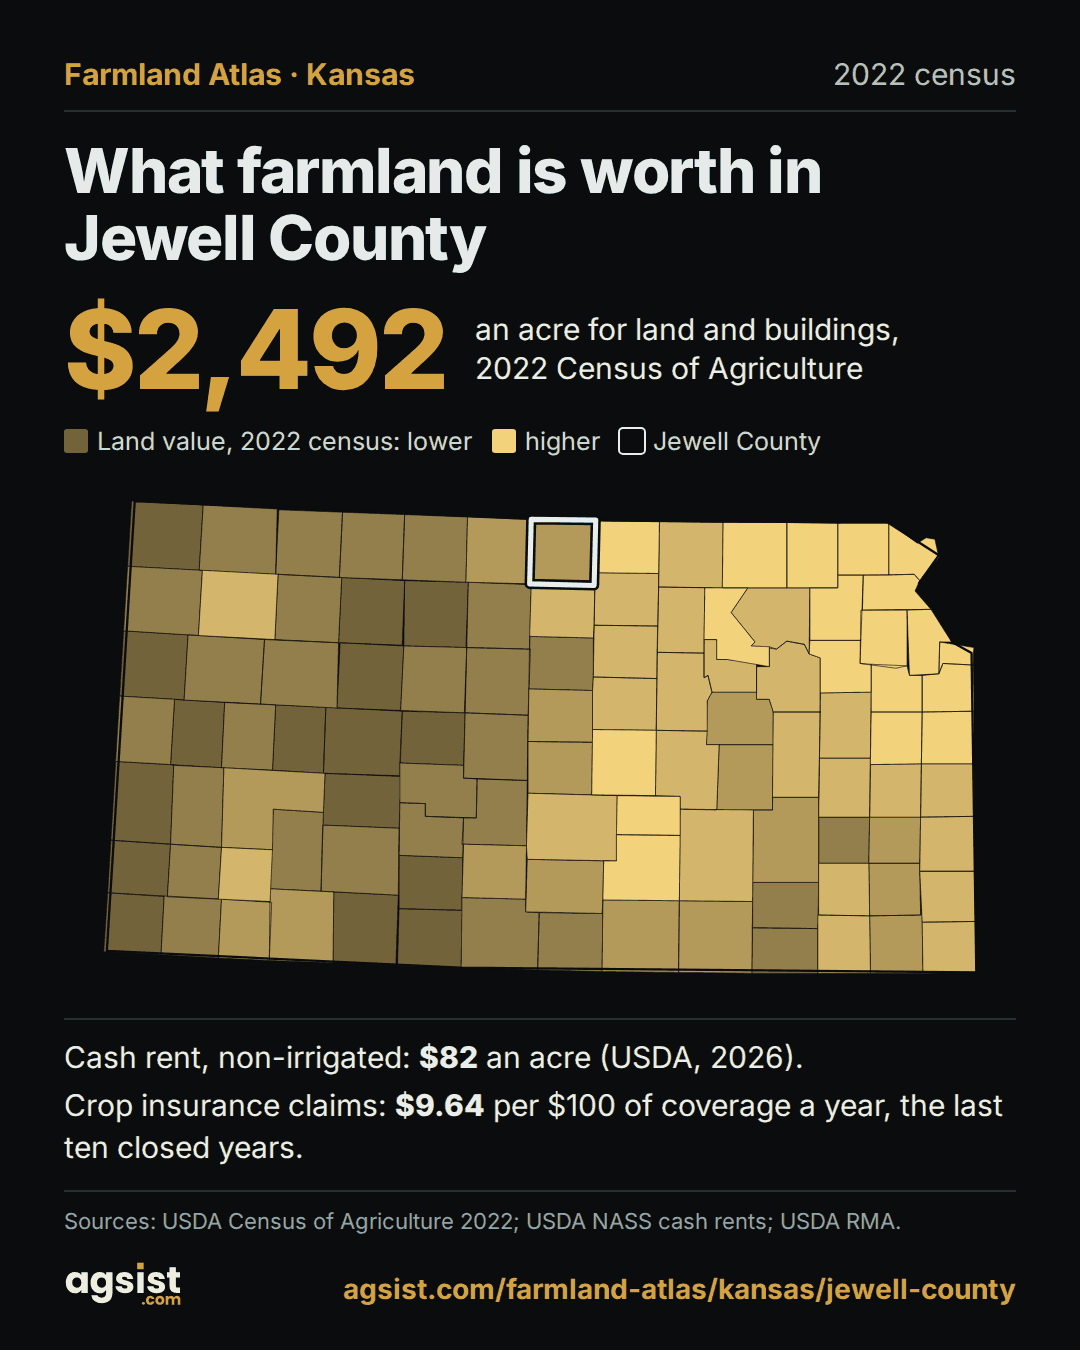 Farmland Atlas · Kansas
2022 census
What farmland is worth in
Jewell County
$2,492
an acre for land and buildings,
2022 Census of Agriculture
Land value, 2022 census: lower
higher
Jewell County
Cash rent, non-irrigated: $82 an acre (USDA, 2026).
Crop insurance claims: $9.64 per $100 of coverage a year, the last
ten closed years.
Sources: USDA Census of Agriculture 2022; USDA NASS cash rents; USDA RMA.
agsist
.com
agsist.com/farmland-atlas/kansas/jewell-county